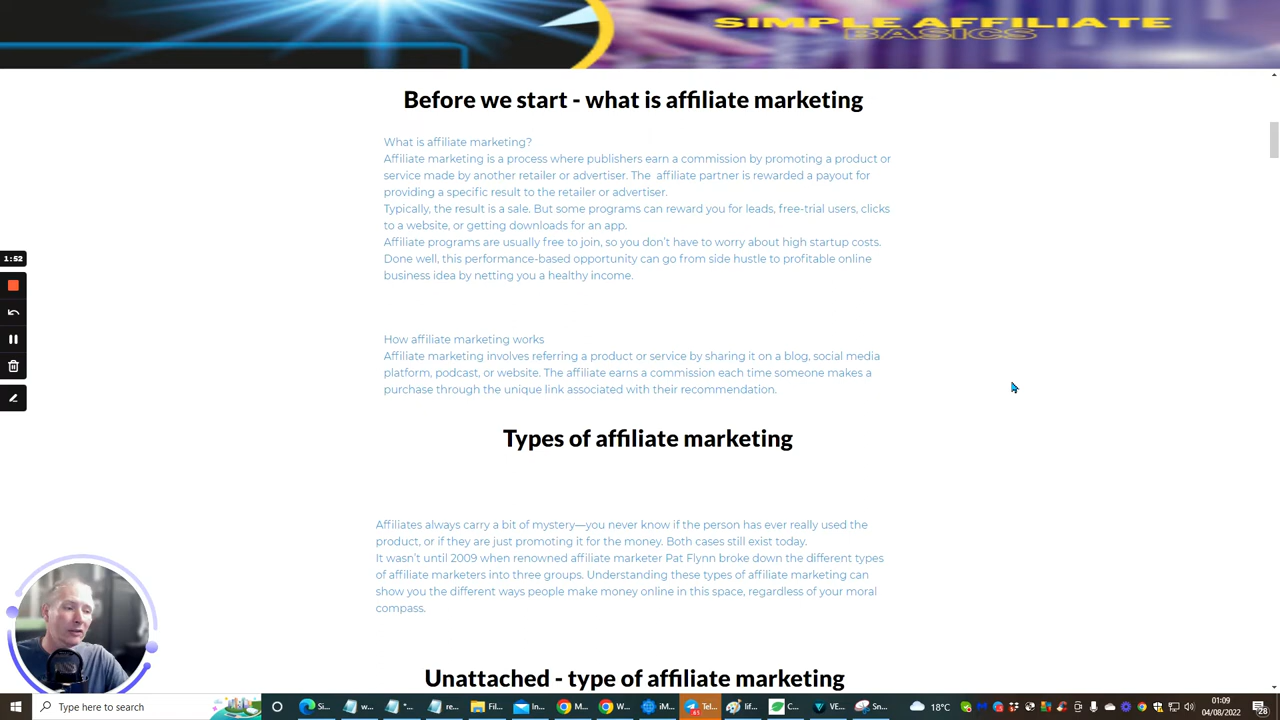 SIMPLE AFFILIATE
BASICS
Before we start - what is affiliate marketing
What is affiliate marketing?
Affiliate marketing is a process where publishers earn a commission by promoting a product or
service made by another retailer or advertiser. The  affiliate partner is rewarded a payout for
providing a specific result to the retailer or advertiser.
Typically, the result is a sale. But some programs can reward you for leads, free-trial users, clicks
to a website, or getting downloads for an app.
Affiliate programs are usually free to join, so you don't have to worry about high startup costs.
Done well, this performance-based opportunity can go from side hustle to profitable online
business idea by netting you a healthy income.
1:52
How affiliate marketing works
Affiliate marketing involves referring a product or service by sharing it on a blog, social media
platform, podcast, or website. The affiliate earns a commission each time someone makes a
purchase through the unique link associated with their recommendation.
Types of affiliate marketing
Affiliates always carry a bit of mystery—you never know if the person has ever really used the
product, or if they are just promoting it for the money. Both cases still exist today.
It wasn't until 2009 when renowned affiliate marketer Pat Flynn broke down the different types
of affiliate marketers into three groups. Understanding these types of affiliate marketing can
show you the different ways people make money online in this space, regardless of your moral
compass.
Unattached - type of affiliate marketing
Type here to search
Si...
w...
"...
re...
Fil...
In...
C...
W...
iM...
Tel...
lif...
C...
VE...
Sn...
18°C
01:09
04/08/2022